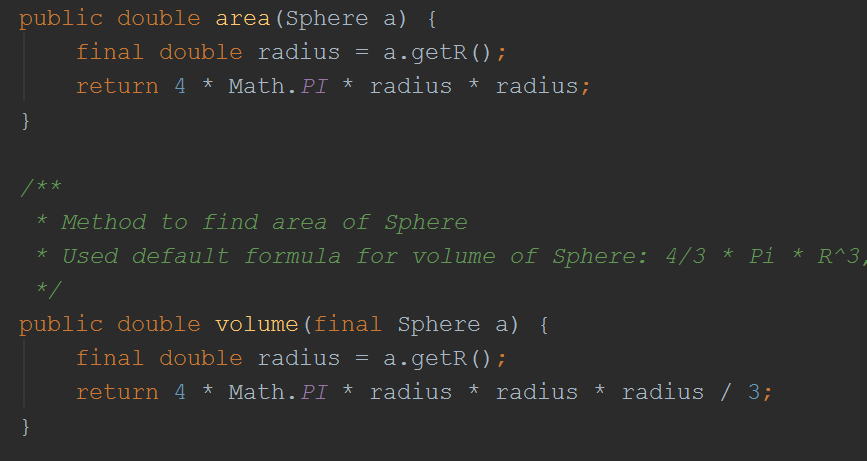 public double area(Sphere a) {
final double radius = a.getR();
return 4 * Math.PI * radius * radius;
}
/**
* Method to find area of Sphere
* Used default formula for volume of Sphere: 4/3 * Pi * R^3,
*/
public double volume(final Sphere a) {
final double radius = a.getR();
return 4 * Math.PI * radius * radius * radius / 3;
}